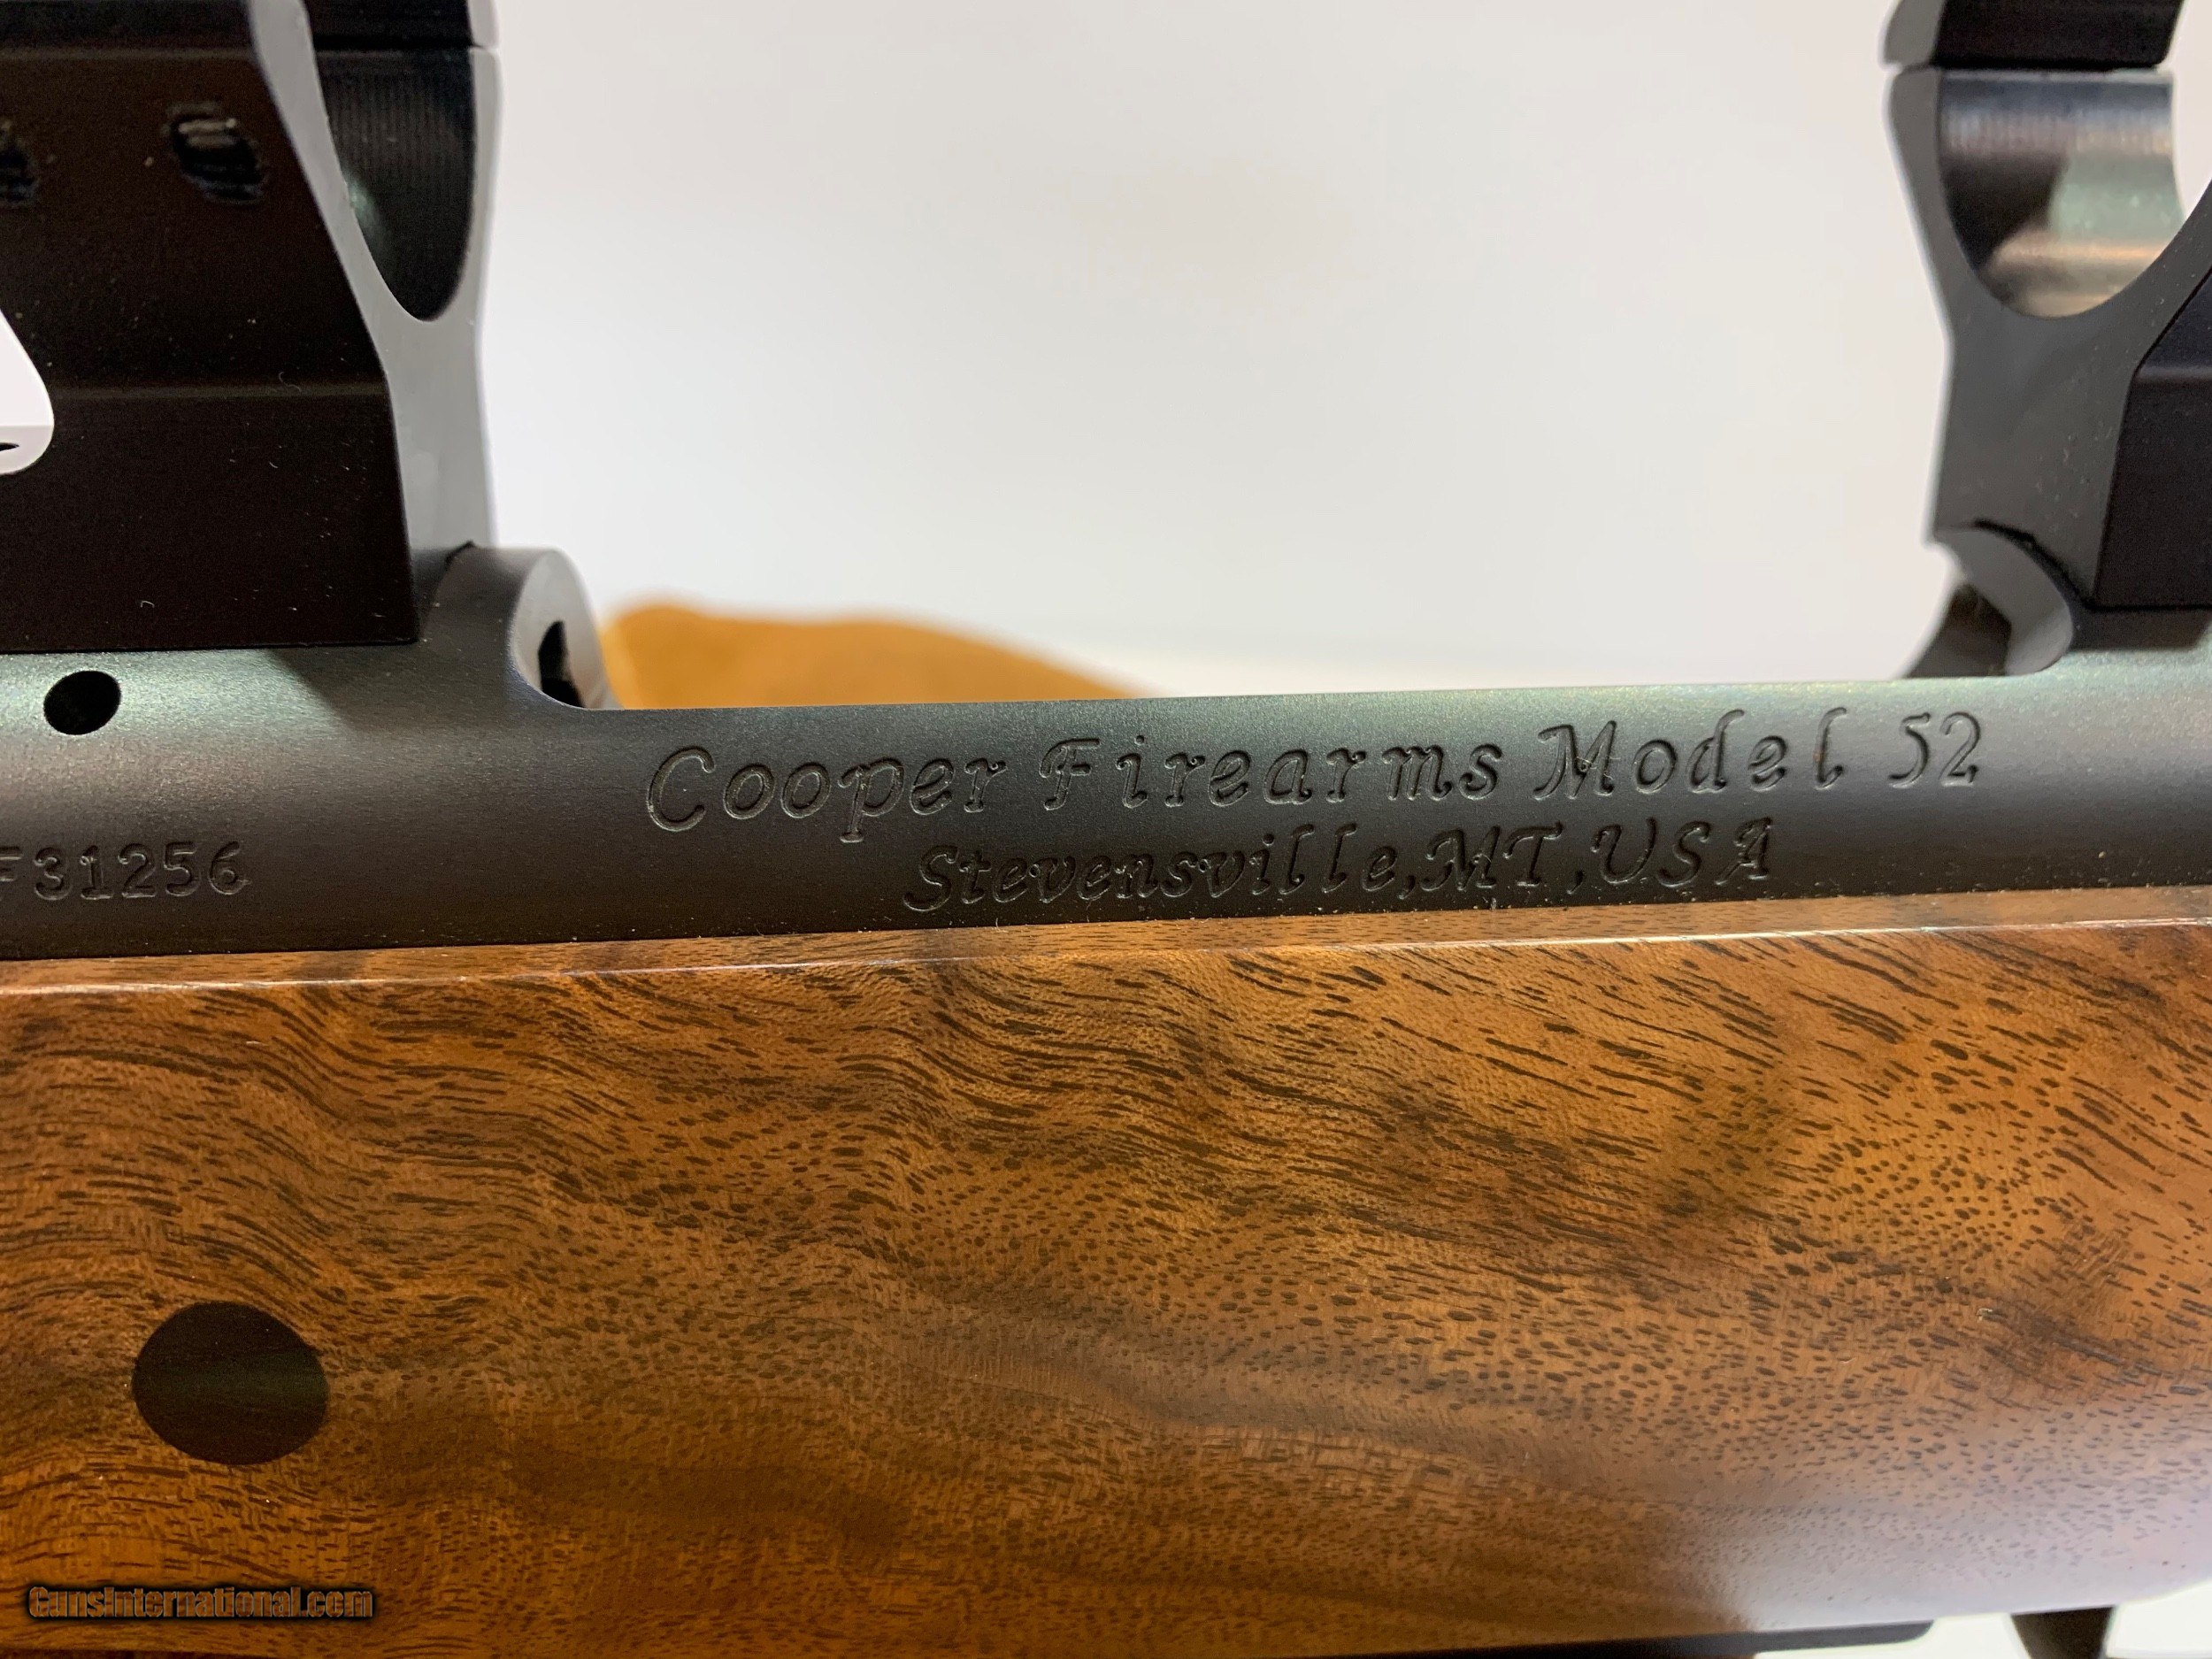 Cooper Firearms Model 52
Stevensville,MT,USA
F31256
GunsInternational.com